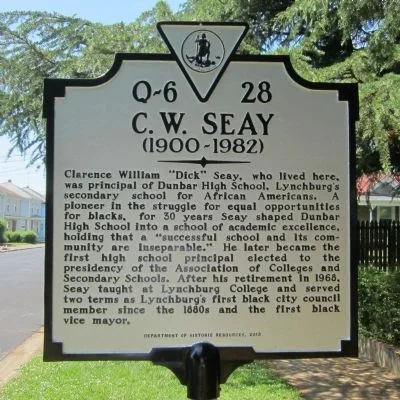 Q-6 28
C. W. SEAY
(1900-1982)
Clarence William "Dick" Seay, who lived here,
was principal of Dunbar High School, Lynchburg's
secondary school for African Americans. A
pioneer in the struggle for equal opportunities
for blacks, for 30 years Seay shaped Dunbar
High School into a school of academic excellence,
holding that a "successful school and its com-
munity are inseparable." He later became the
first high school principal elected to the
presidency of the Association of Colleges and
Secondary Schools. After his retirement in 1968,
Seay taught at Lynchburg College and served
two terms as Lynchburg's first black city council
member since the 1880s and the first black
vice mayor.
DEPARTMENT OF HISTORIC RESOURCES,